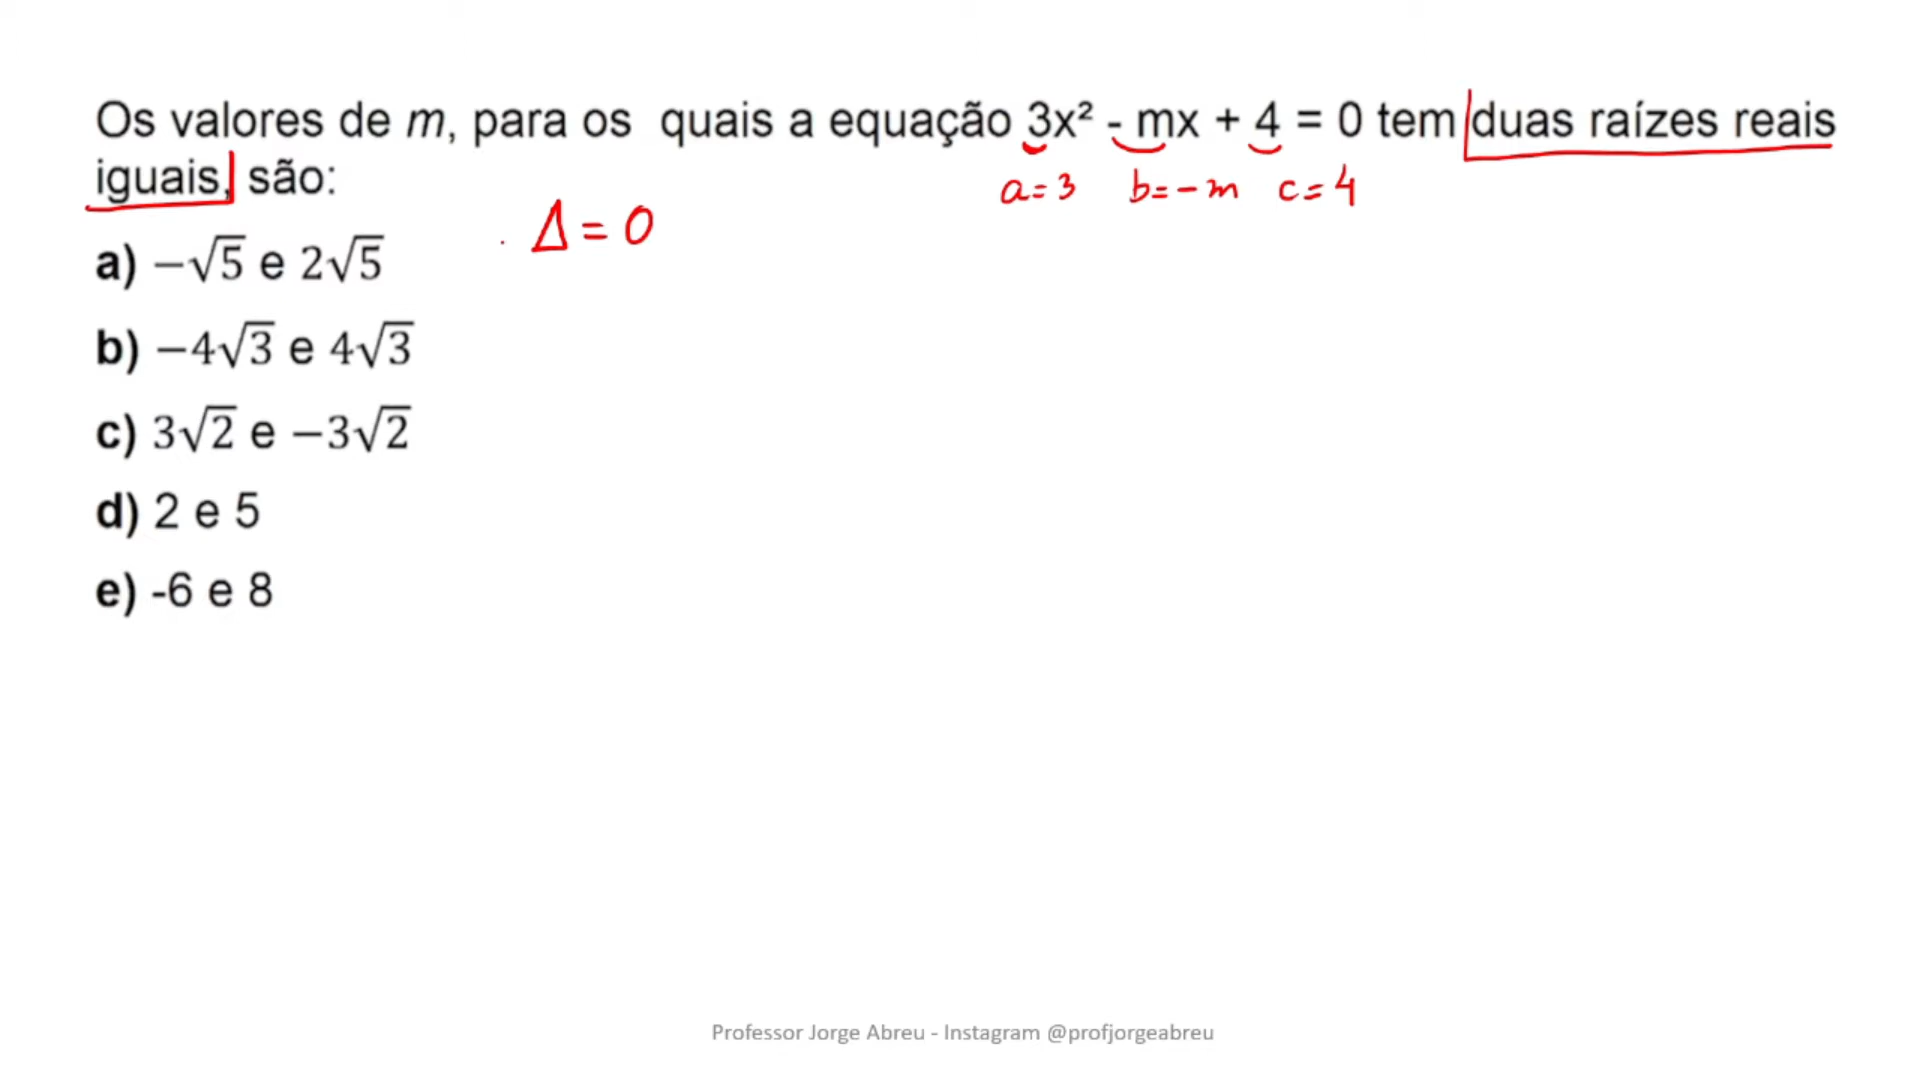 Os valores de m, para os quais a equação 3x² - mx + 4 = 0 tem duas raízes reais
iguais, são:
a=3 b=-m c=4
Δ=0
a) −√5 e 2√5
b) −4√3 e 4√3
c) 3√2 e −3√2
d) 2 e 5
e) -6 e 8
Professor Jorge Abreu - Instagram @profjorgeabreu